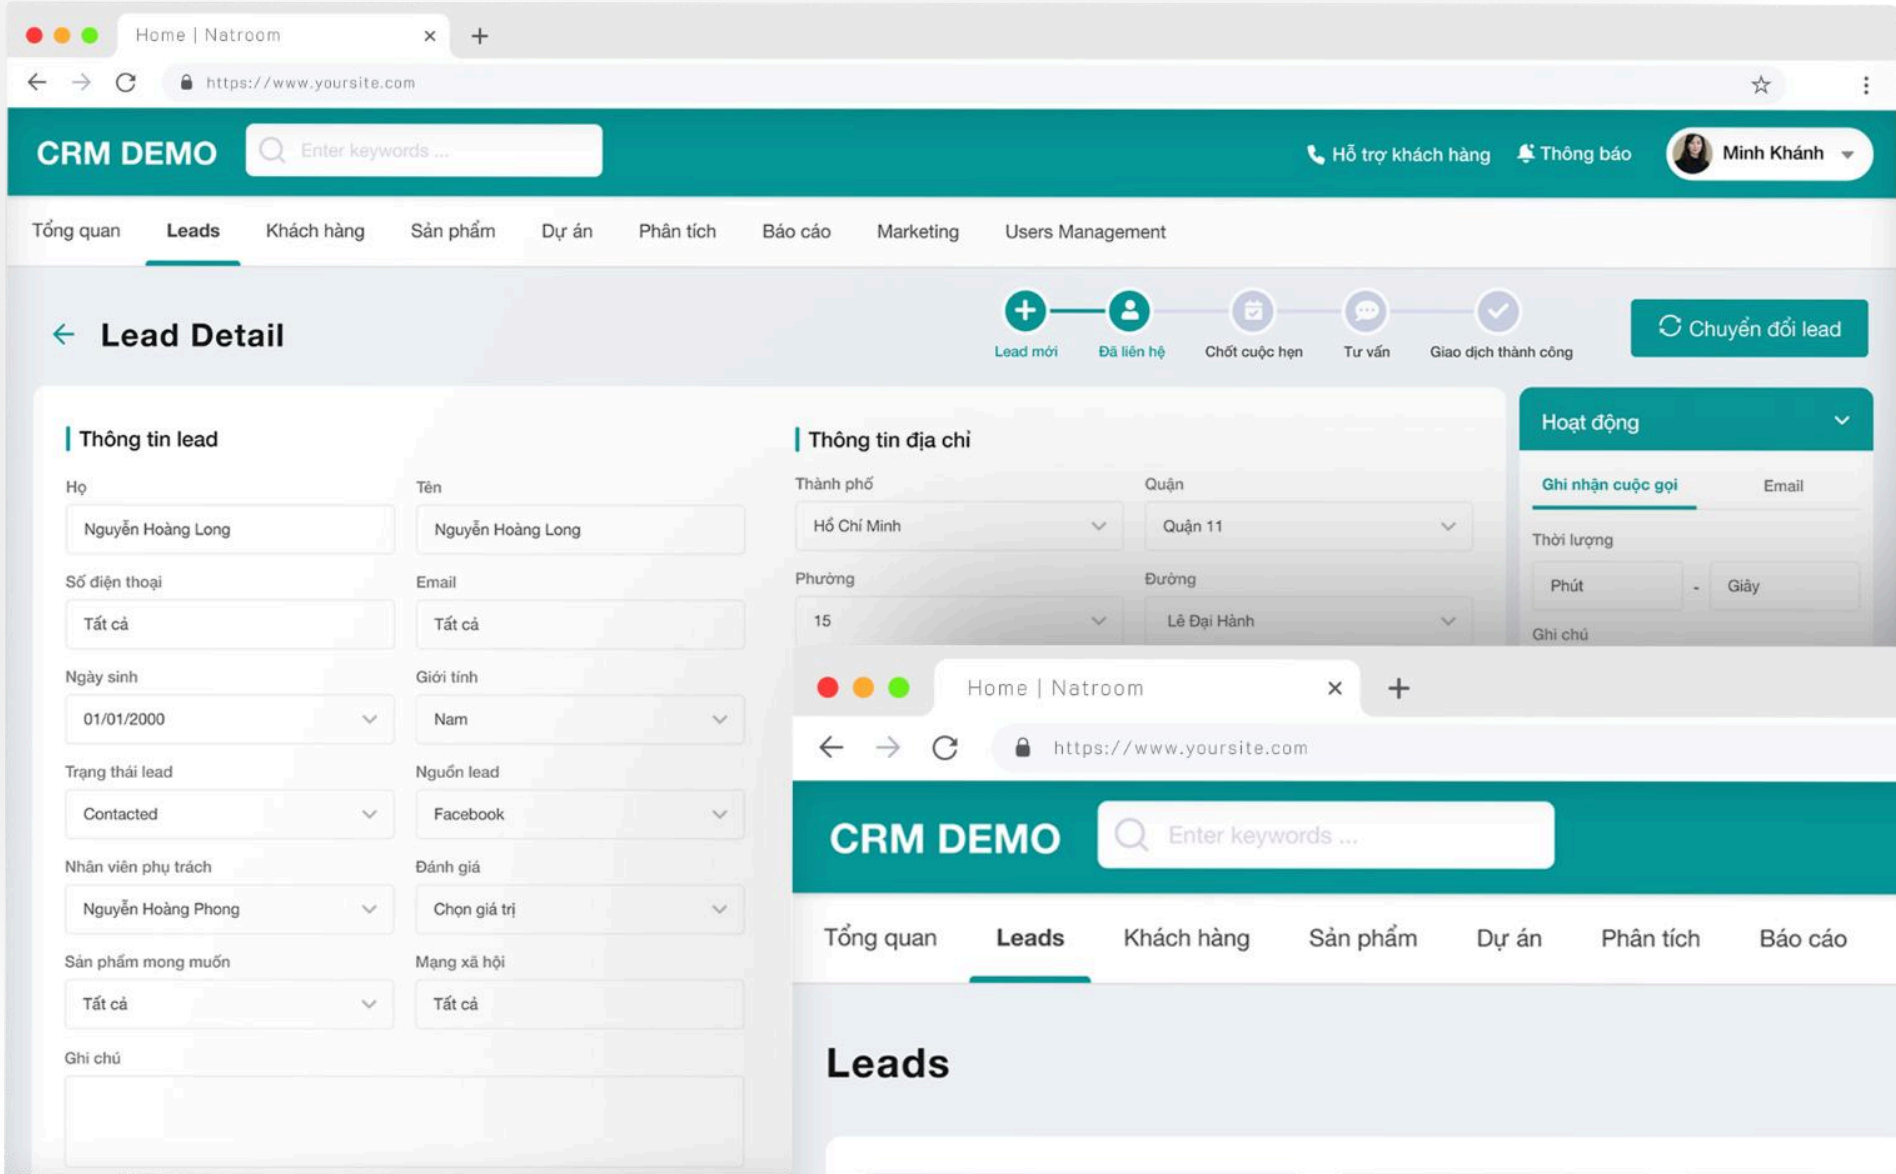 Home | Natroom
https://www.yoursite.com
CRM DEMO
Enter keywords ...
Hỗ trợ khách hàng
Thông báo
Minh Khánh
Tổng quan Leads Khách hàng Sản phẩm Dự án Phân tích Báo cáo Marketing Users Management
Lead Detail
Lead mới
Đã liên hệ
Chốt cuộc hẹn
Tư vấn
Giao dịch thành công
Chuyển đổi lead
Thông tin lead
Họ Tên
Nguyễn Hoàng Long Nguyễn Hoàng Long
Số điện thoại Email
Tất cả Tất cả
Ngày sinh Giới tính
01/01/2000 Nam
Trạng thái lead Nguồn lead
Contacted Facebook
Nhân viên phụ trách Đánh giá
Nguyễn Hoàng Phong Chọn giá trị
Sản phẩm mong muốn Mạng xã hội
Tất cả Tất cả
Ghi chú
Thông tin địa chỉ
Thành phố Quận
Hồ Chí Minh Quận 11
Phường Đường
15 Lê Đại Hành
Hoạt động
Ghi nhận cuộc gọi Email
Thời lượng
Phút - Giây
Ghi chú
Home | Natroom
https://www.yoursite.com
CRM DEMO
Enter keywords ...
Tổng quan Leads Khách hàng Sản phẩm Dự án Phân tích Báo cáo
Leads